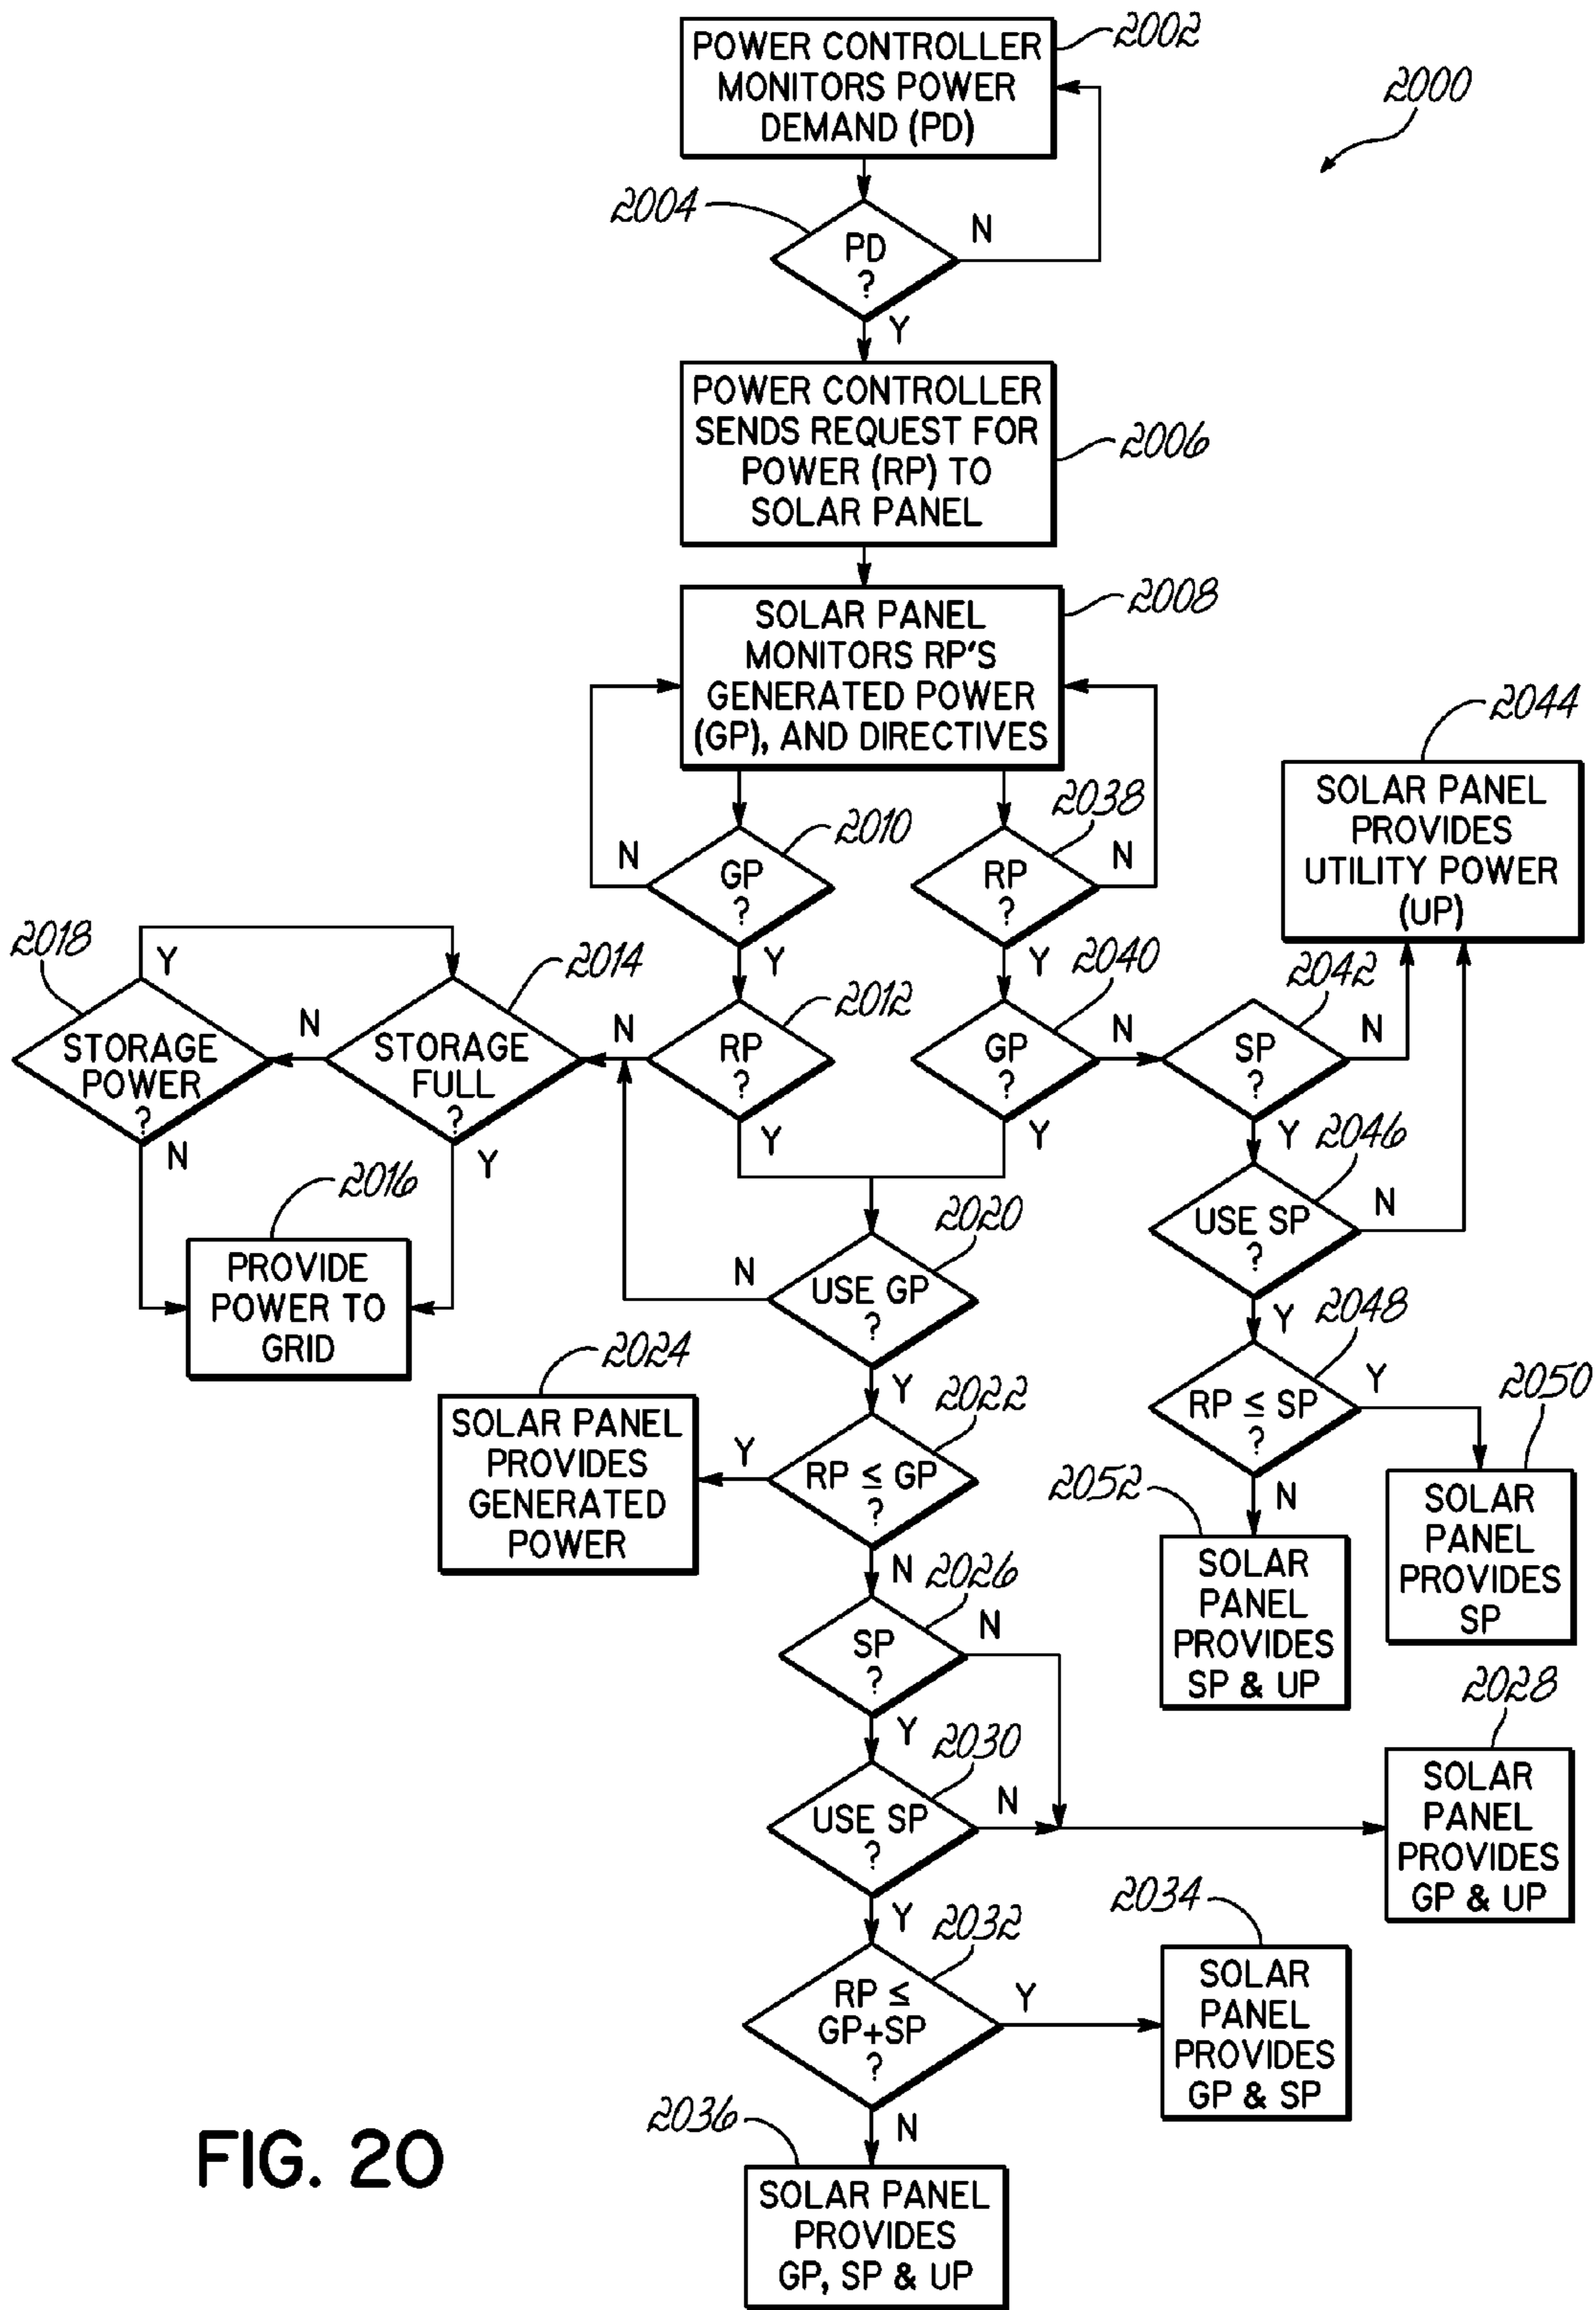 POWER CONTROLLER
MONITORS POWER
DEMAND (PD)
2002
2000
2004
PD
?
N
Y
POWER CONTROLLER
SENDS REQUEST FOR
POWER (RP) TO
SOLAR PANEL
2006
SOLAR PANEL
MONITORS RP'S
GENERATED POWER
(GP), AND DIRECTIVES
2008
2044
SOLAR PANEL
PROVIDES
UTILITY POWER
(UP)
N
GP
?
2010
Y
RP
?
2038
N
Y
2018
Y
STORAGE
POWER
?
N
N
2014
STORAGE
FULL
?
Y
N
RP
?
2012
Y
GP
?
2040
N
Y
SP
?
2042
N
Y
2016
PROVIDE
POWER TO
GRID
N
USE GP
?
2020
Y
USE SP
?
2046
N
Y
2024
SOLAR PANEL
PROVIDES
GENERATED
POWER
Y
RP ≤ GP
?
2022
N
RP ≤ SP
?
2048
Y
N
2050
SOLAR
PANEL
PROVIDES
SP
2052
SOLAR
PANEL
PROVIDES
SP & UP
SP
?
2026
N
Y
2028
SOLAR
PANEL
PROVIDES
GP & UP
USE SP
?
2030
N
Y
RP ≤
GP+SP
?
2032
Y
N
2034
SOLAR
PANEL
PROVIDES
GP & SP
2036
SOLAR PANEL
PROVIDES
GP, SP & UP
FIG. 20